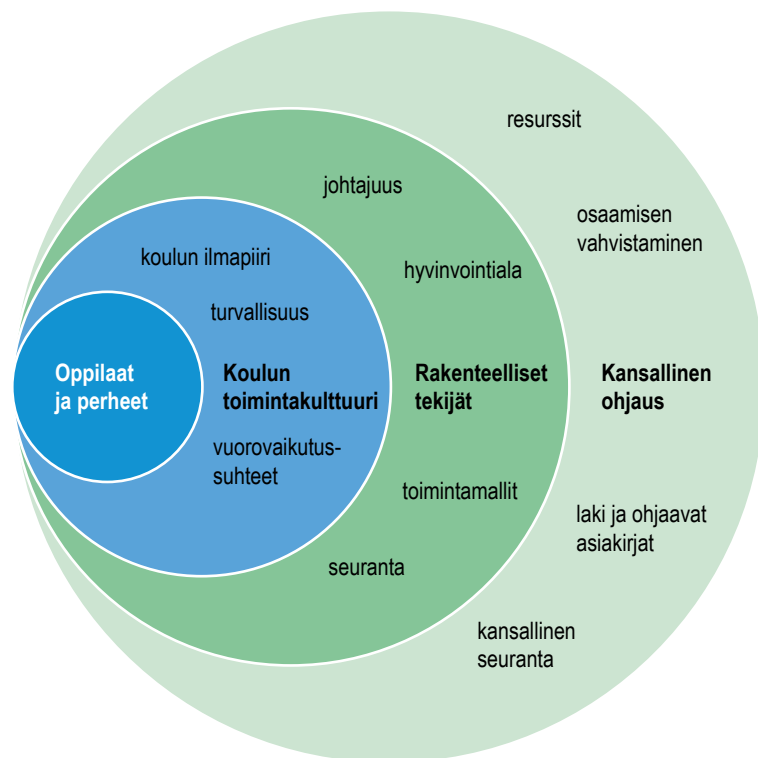 resurssit
johtajuus
osaamisen
vahvistaminen
koulun ilmapiiri
hyvinvointiala
turvallisuus
Oppilaat
ja perheet
Koulun
toimintakulttuuri
Rakenteelliset
tekijät
Kansallinen
ohjaus
vuorovaikutus-
suhteet
toimintamallit
laki ja ohjaavat
asiakirjat
seuranta
kansallinen
seuranta